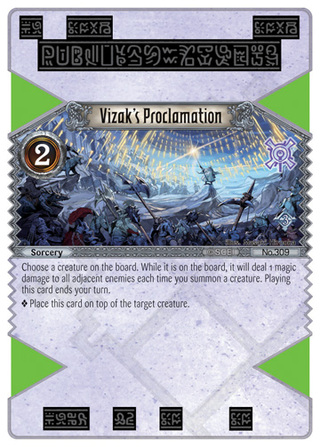 Vizak's Proclamation
2
Sorcery
SCE
No.309
Choose a creature on the board. While it is on the board, it will deal 1 magic
damage to all adjacent enemies each time you summon a creature. Playing
this card ends your turn.
❖ Place this card on top of the target creature.